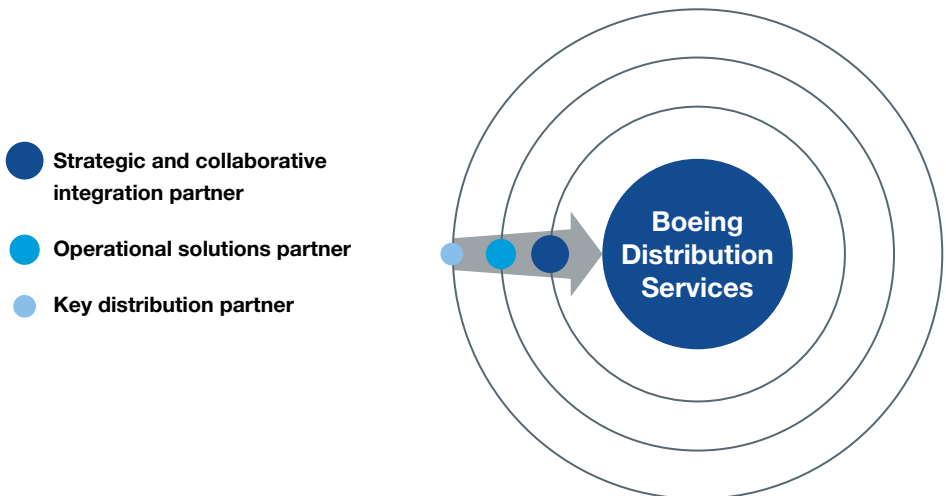 Strategic and collaborative
integration partner
Operational solutions partner
Key distribution partner
Boeing
Distribution
Services